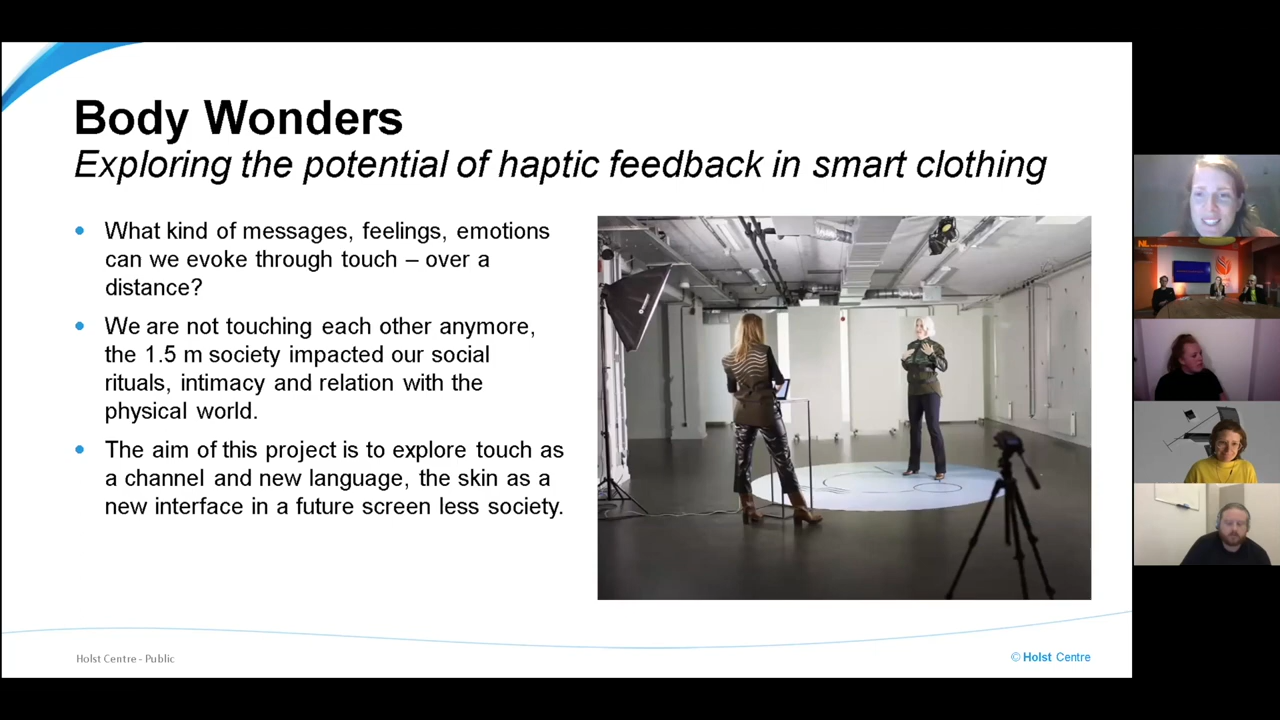 Body Wonders
Exploring the potential of haptic feedback in smart clothing
What kind of messages, feelings, emotions
can we evoke through touch – over a
distance?
We are not touching each other anymore,
the 1.5 m society impacted our social
rituals, intimacy and relation with the
physical world.
The aim of this project is to explore touch as
a channel and new language, the skin as a
new interface in a future screen less society.
Holst Centre - Public
© Holst Centre
NL